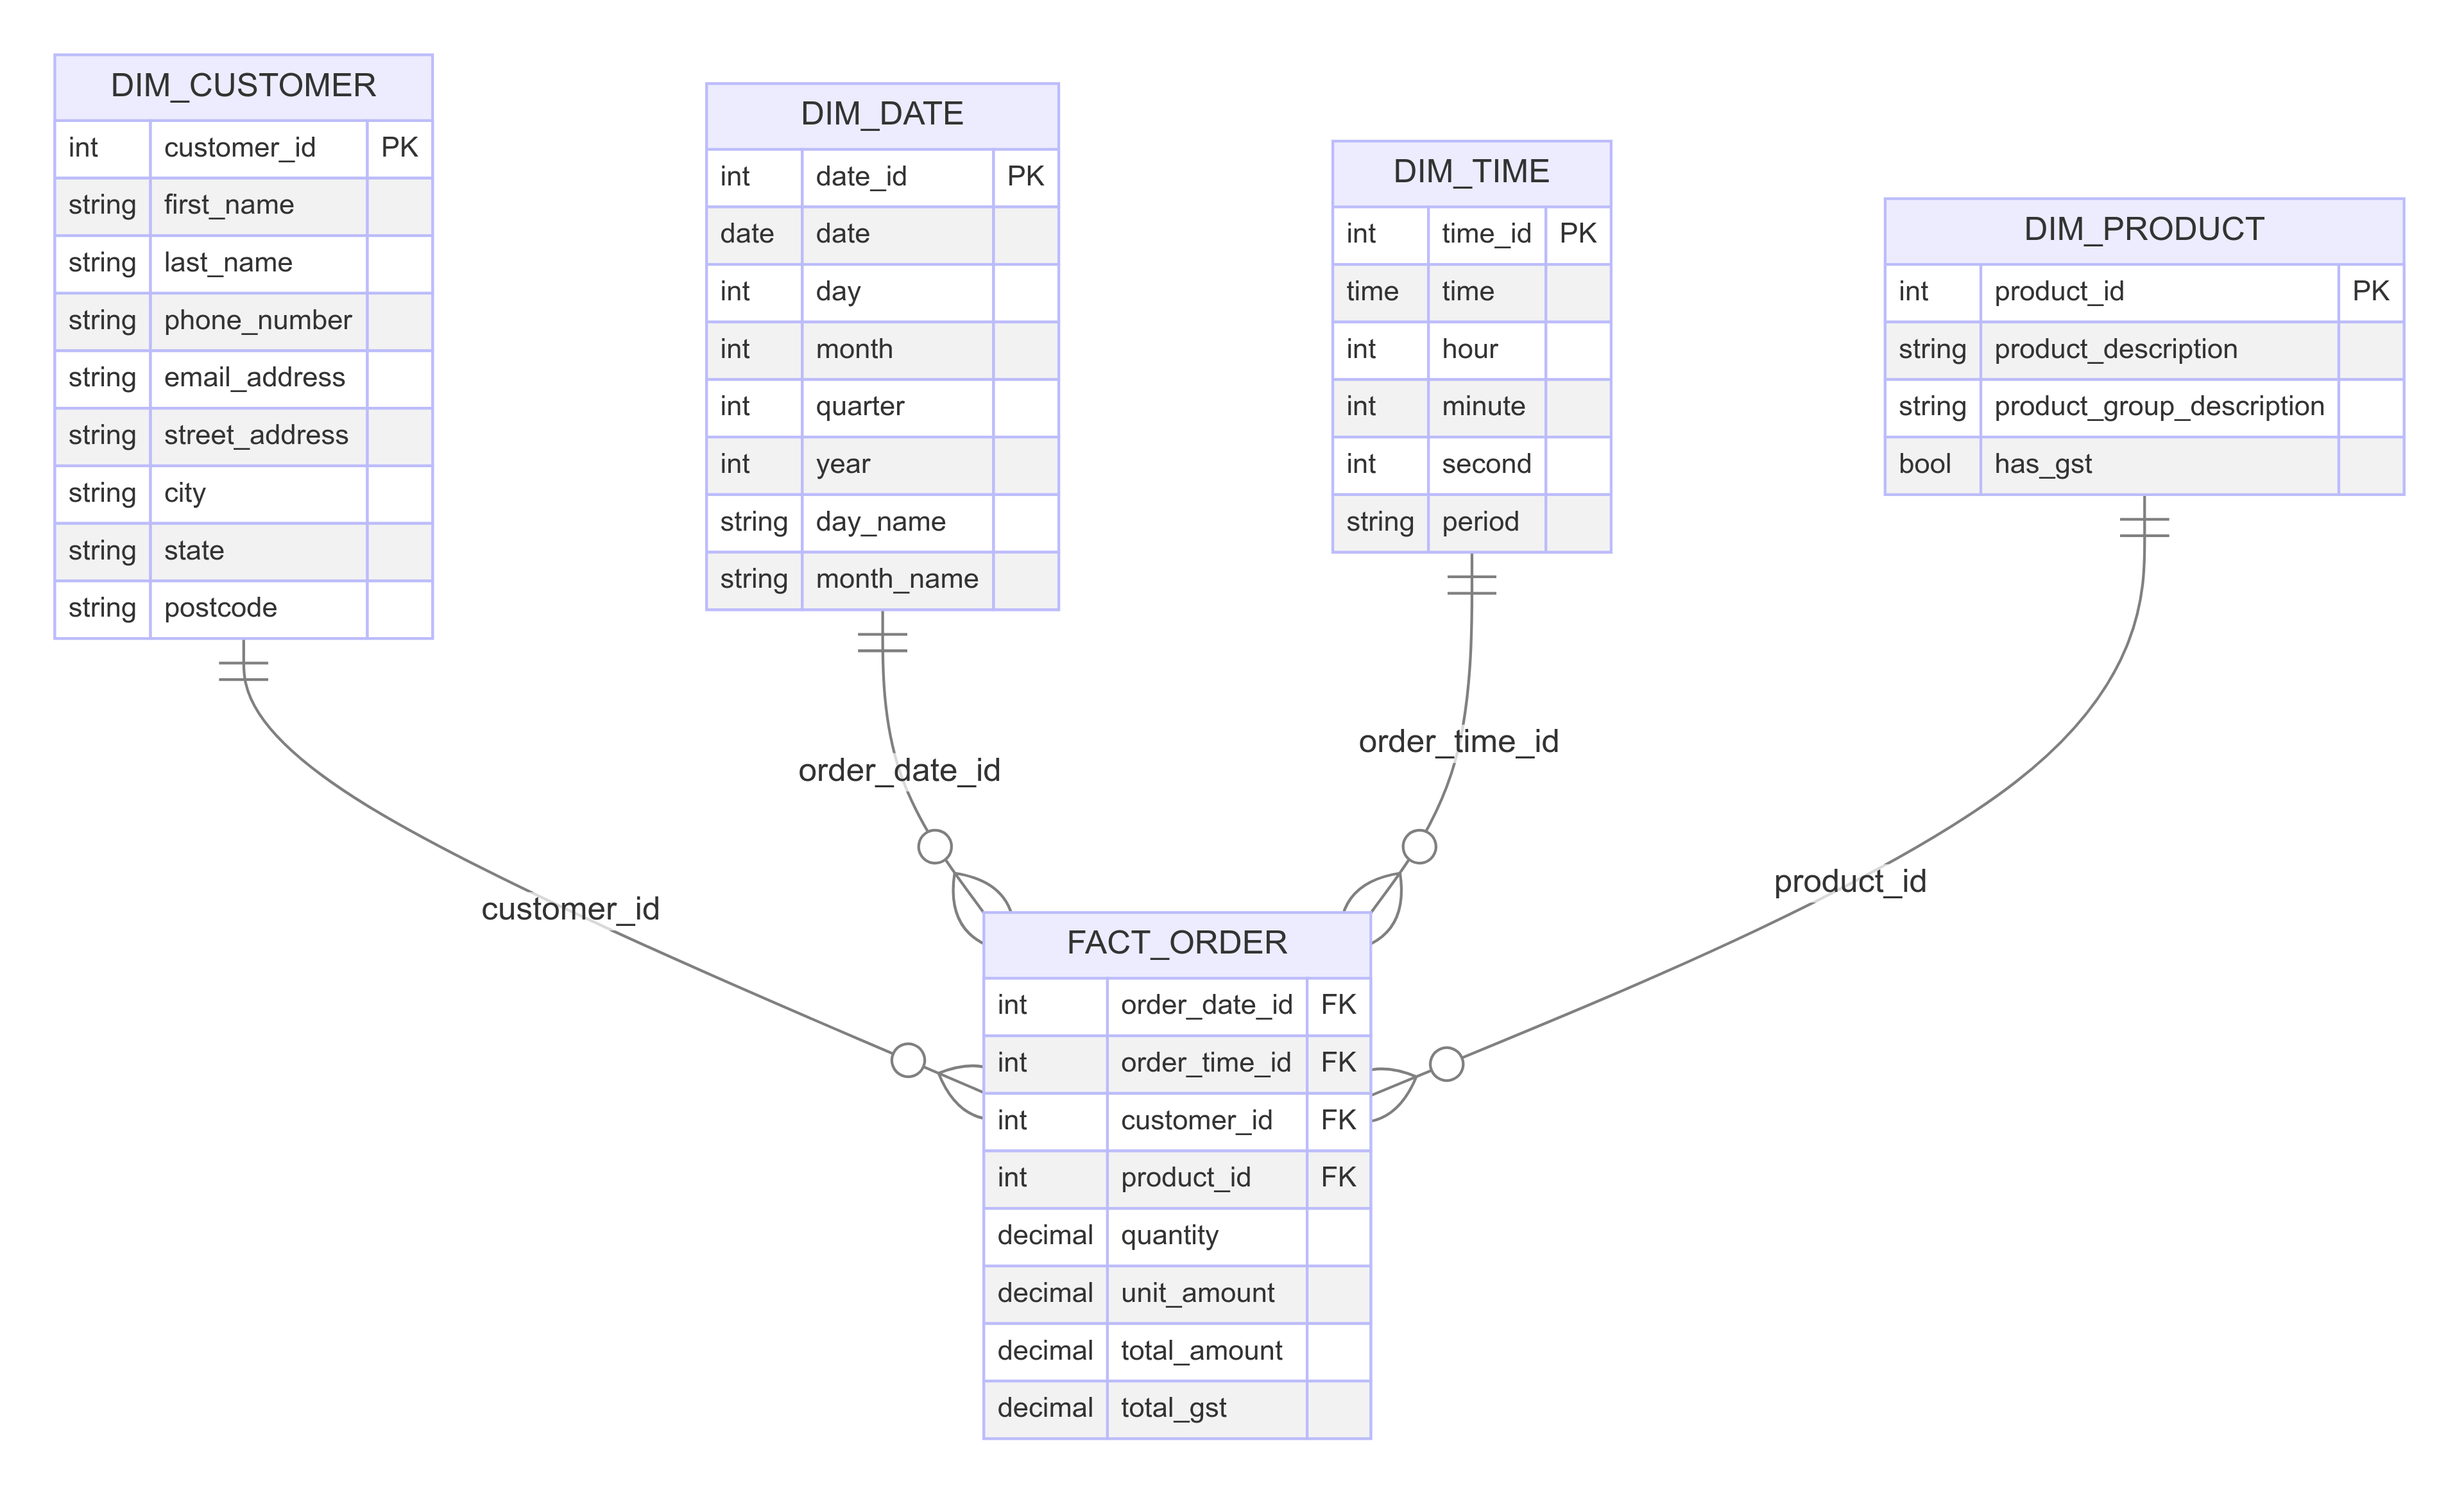 DIM_CUSTOMER
int customer_id PK
string first_name
string last_name
string phone_number
string email_address
string street_address
string city
string state
string postcode
DIM_DATE
int date_id PK
date date
int day
int month
int quarter
int year
string day_name
string month_name
DIM_TIME
int time_id PK
time time
int hour
int minute
int second
string period
DIM_PRODUCT
int product_id PK
string product_description
string product_group_description
bool has_gst
customer_id
order_date_id
order_time_id
product_id
FACT_ORDER
int order_date_id FK
int order_time_id FK
int customer_id FK
int product_id FK
decimal quantity
decimal unit_amount
decimal total_amount
decimal total_gst